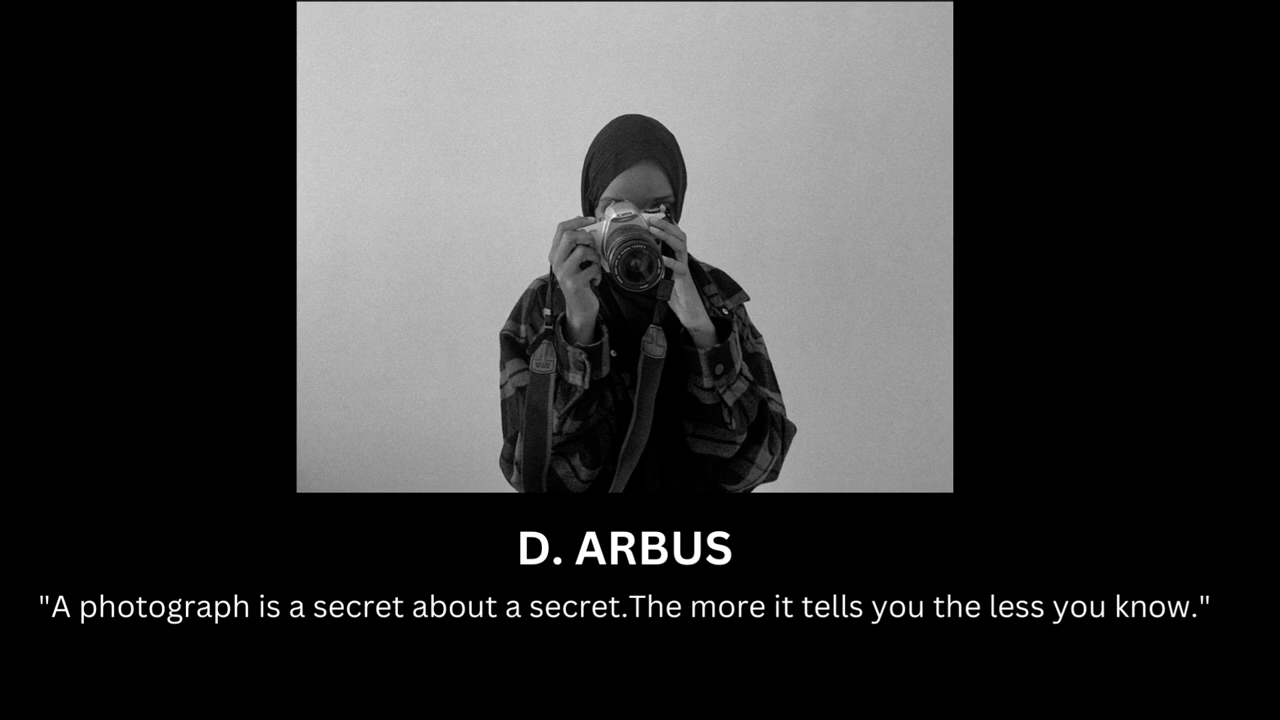 D. ARBUS
"A photograph is a secret about a secret.The more it tells you the less you know."